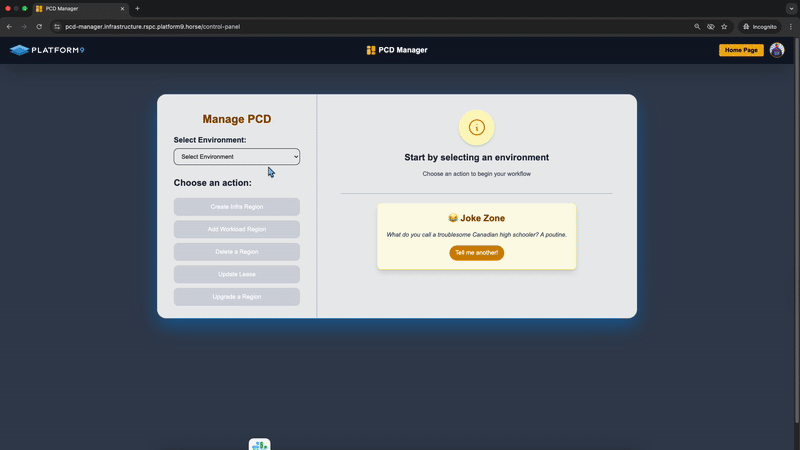 PCD Manager
pcd-manager.infrastructure.rspc.platform9.horse/control-panel
Incognito
PLATFORM9
PCD Manager
Home Page
Manage PCD
Select Environment:
Select Environment
Choose an action:
Create Infra Region
Add Workload Region
Delete a Region
Update Lease
Upgrade a Region
Start by selecting an environment
Choose an action to begin your workflow
😂 Joke Zone
What do you call a troublesome Canadian high schooler? A poutine.
Tell me another!